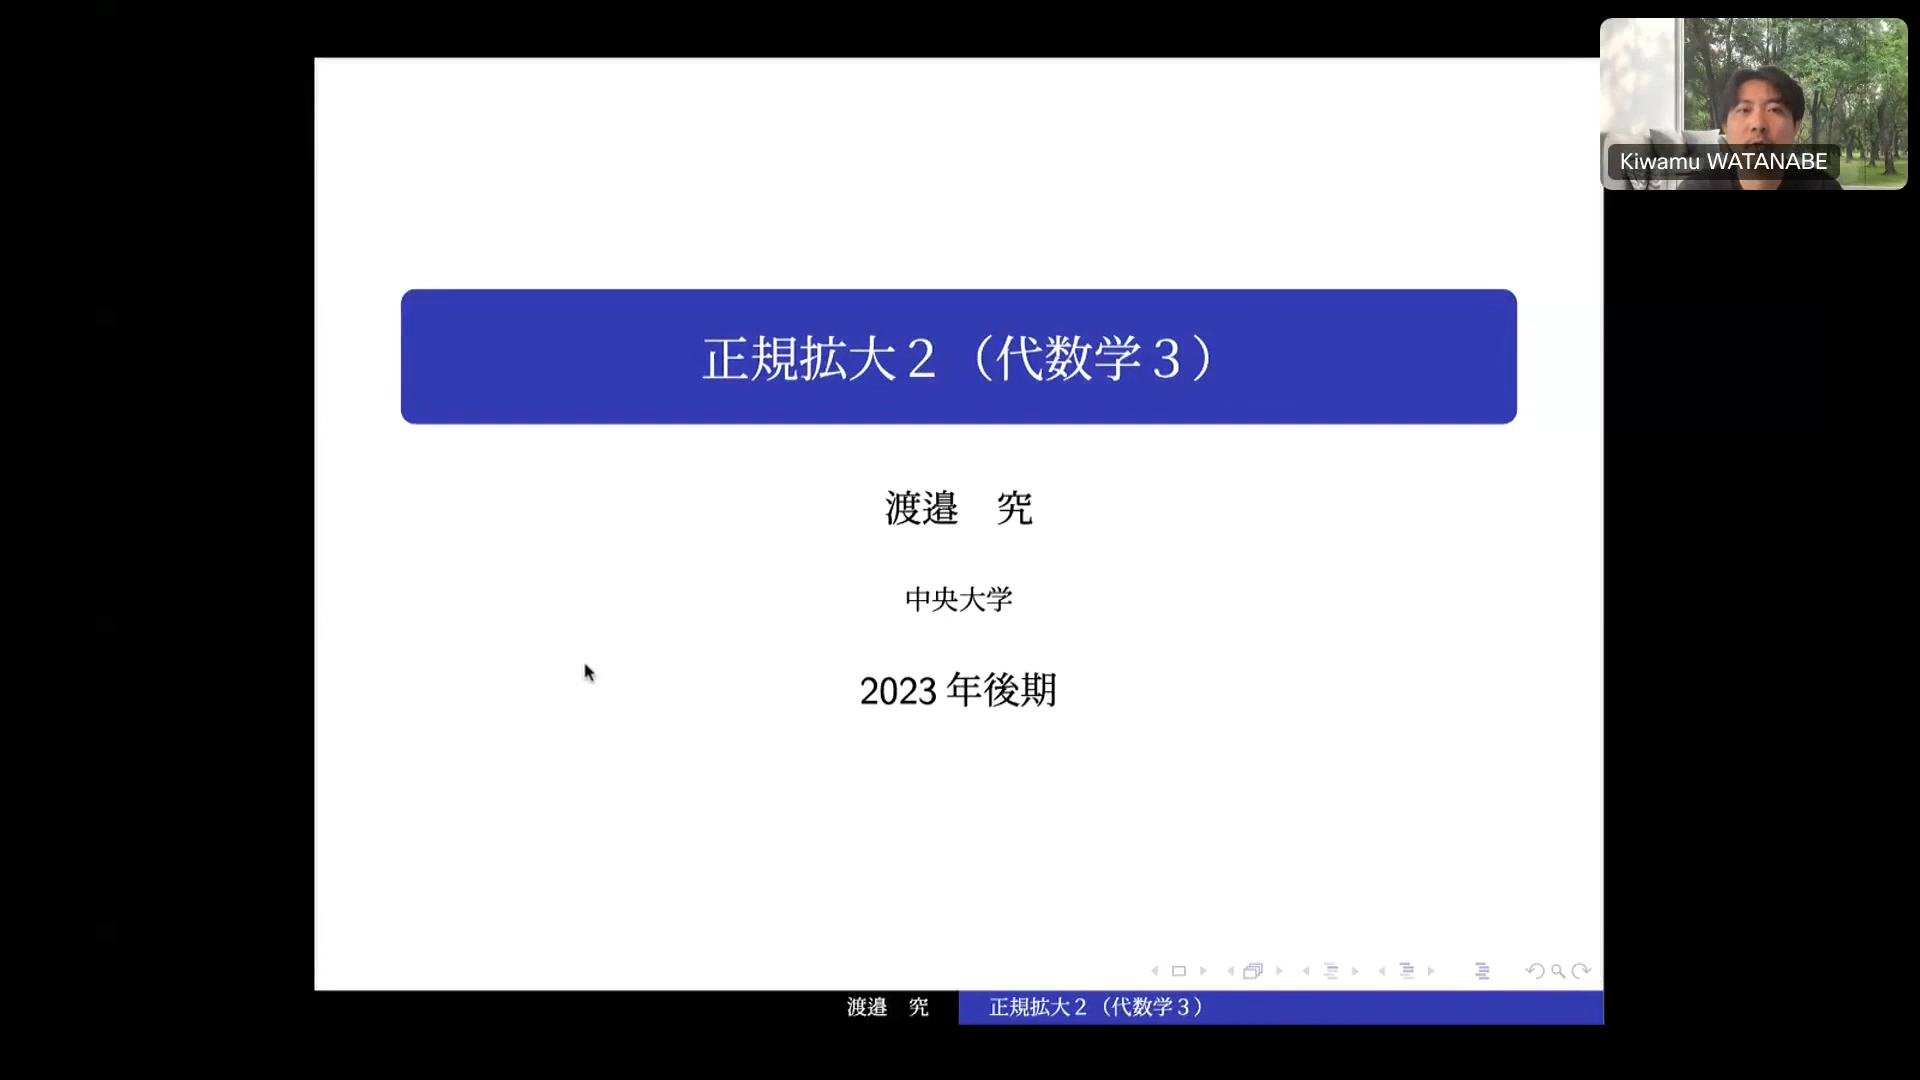 Kiwamu WATANABE
正規拡大２（代数学３）
渡邉　究
中央大学
2023 年後期
渡邉　究
正規拡大２（代数学３）